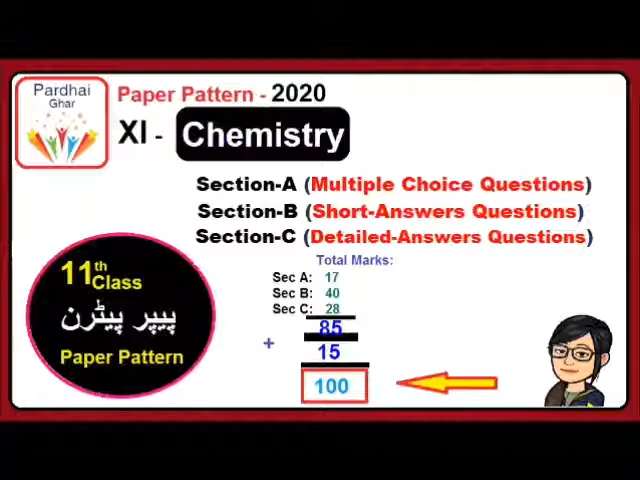 Pardhai
Ghar
Paper Pattern - 2020
XI - Chemistry
Section-A (Multiple Choice Questions)
Section-B (Short-Answers Questions)
Section-C (Detailed-Answers Questions)
Total Marks:
Sec A: 17
Sec B: 40
Sec C: 28
85
+ 15
100
11th Class
پیپر پیٹرن
Paper Pattern